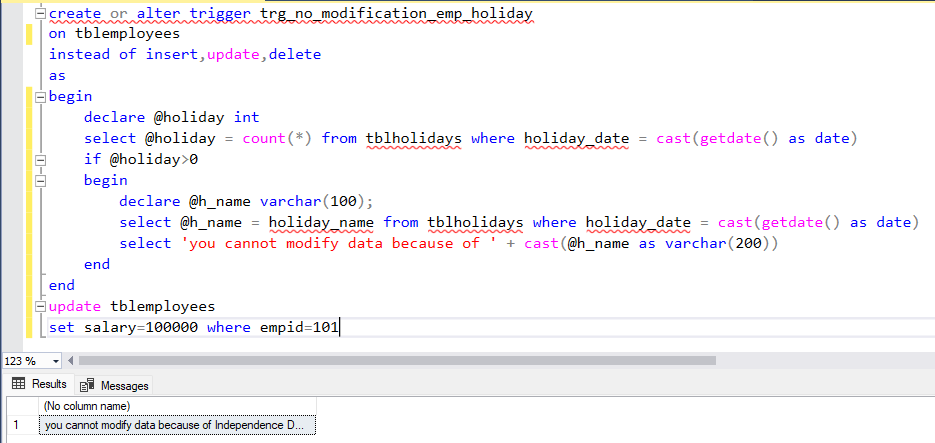 create or alter trigger trg_no_modification_emp_holiday
on tblemployees
instead of insert,update,delete
as
begin
declare @holiday int
select @holiday = count(*) from tblholidays where holiday_date = cast(getdate() as date)
if @holiday>0
begin
declare @h_name varchar(100);
select @h_name = holiday_name from tblholidays where holiday_date = cast(getdate() as date)
select 'you cannot modify data because of ' + cast(@h_name as varchar(200))
end
end
update tblemployees
set salary=100000 where empid=101
123 %
Results Messages
(No column name)
1 you cannot modify data because of Independence D...